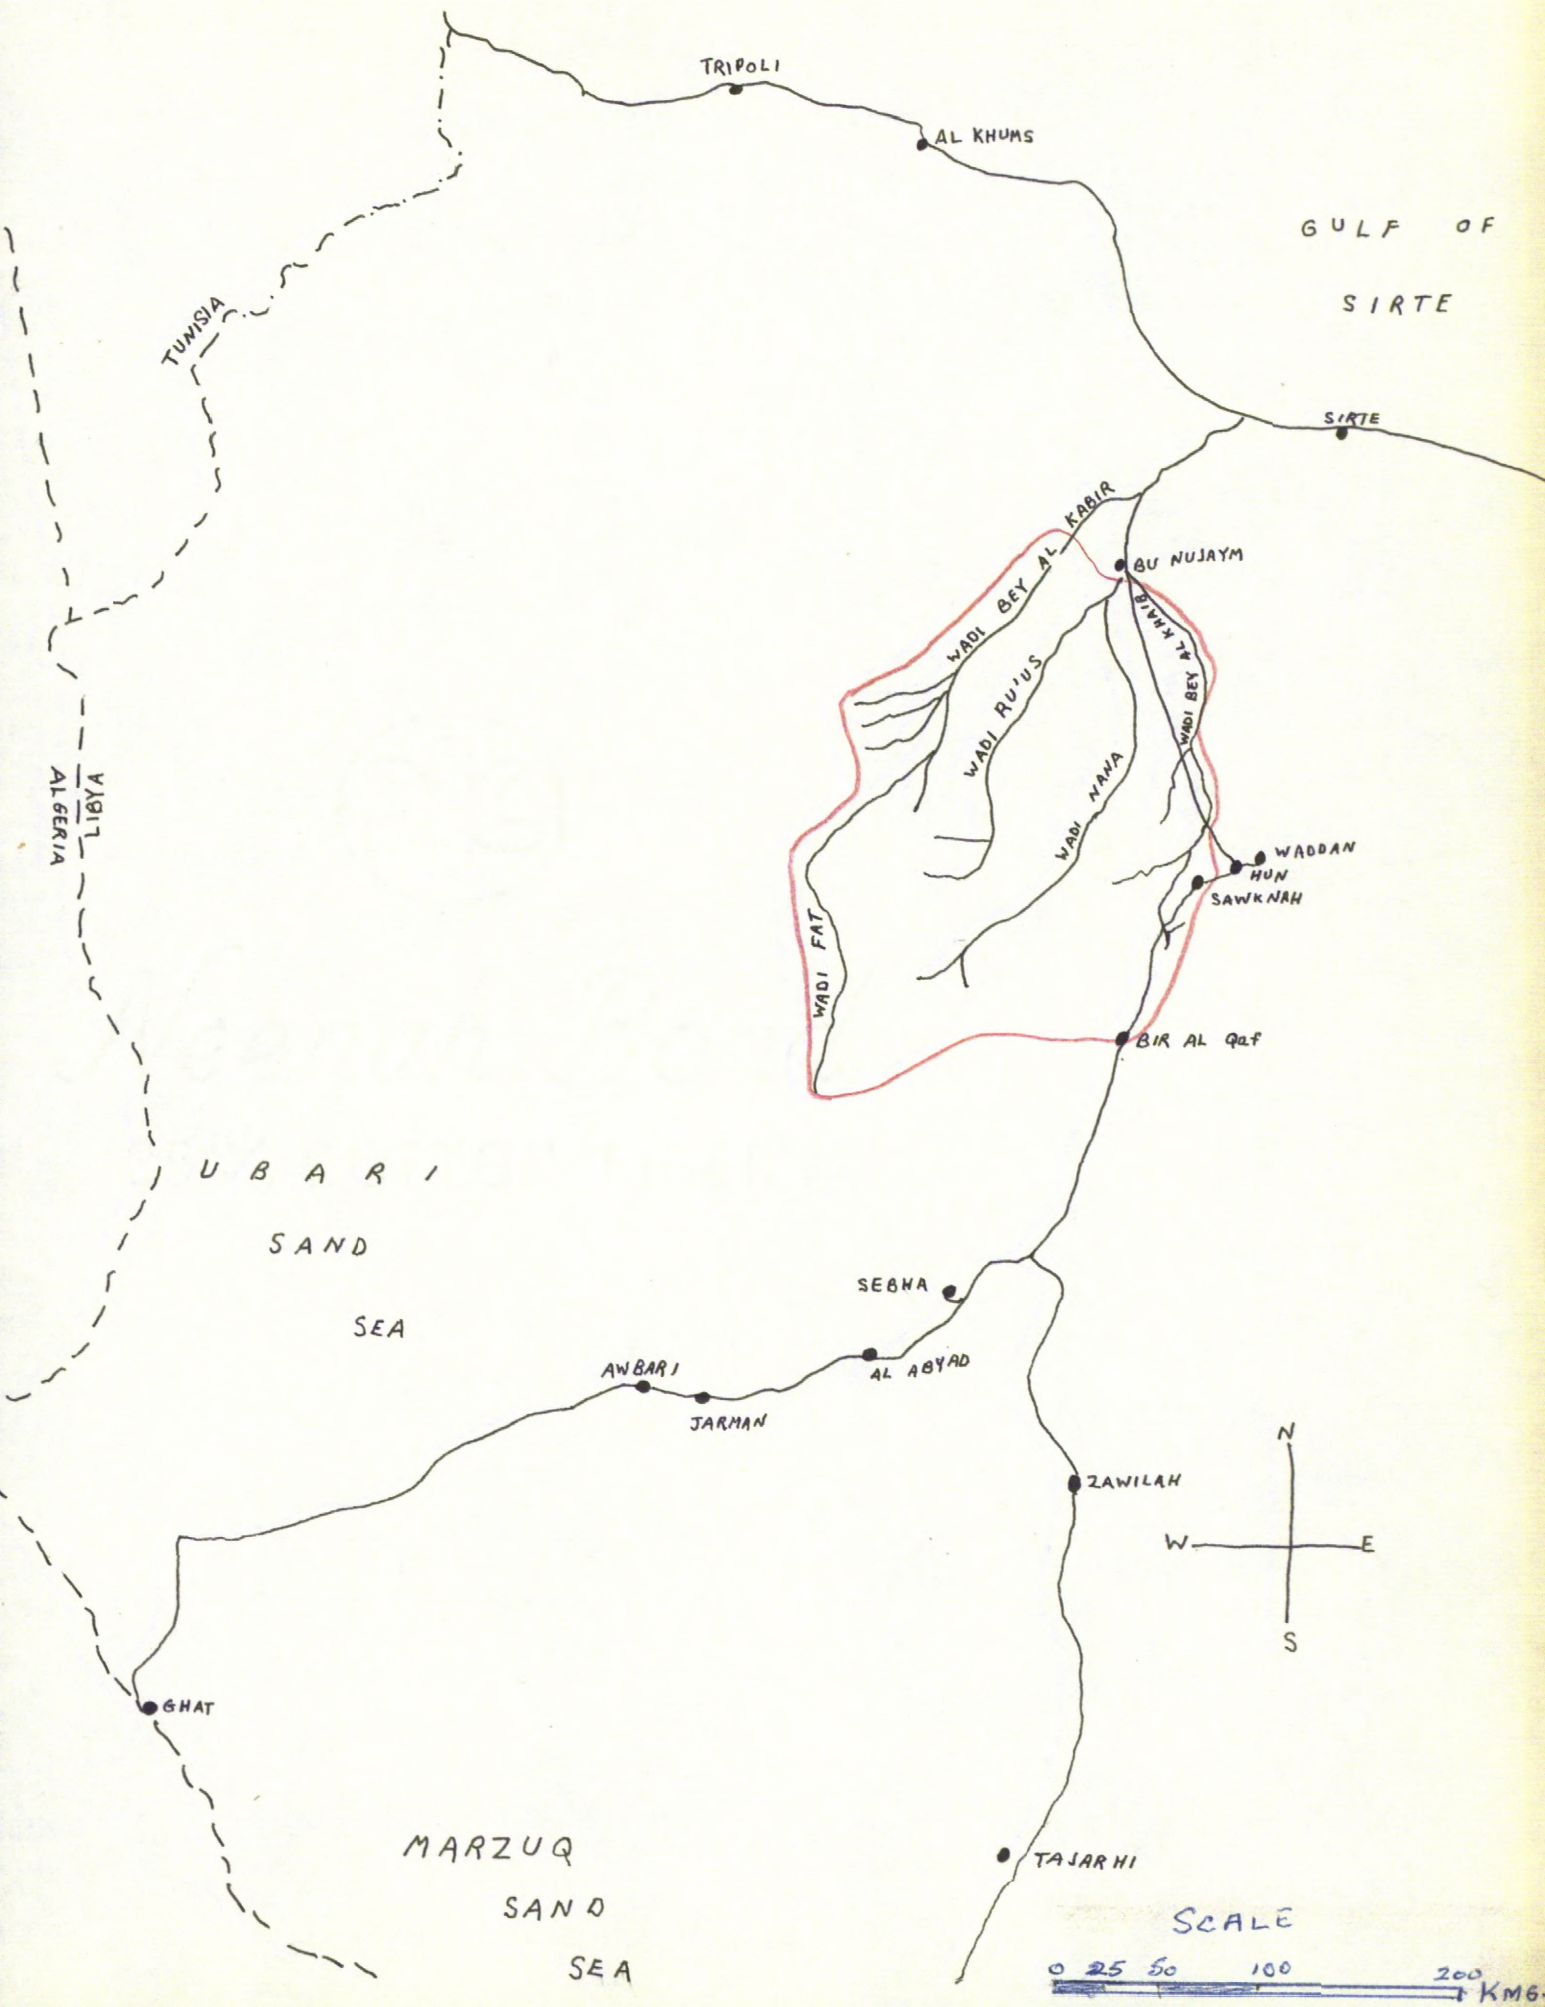 TRIPOLI
AL KHUMS
GULF OF
SIRTE
TUNISIA
SIRTE
WADI BEY AL KABIR
BU NUJAYM
WADI BEY AL KHAIB
WADI RU'US
WADI NANA
ALGERIA
LIBYA
WADDAN
HUN
SAWKNAH
WADI FAT
BIR AL Qaf
UBARI
SAND
SEA
SEBHA
AL ABYAD
AWBARI
JARMAN
ZAWILAH
N
W E
S
GHAT
MARZUQ
SAND
SEA
TAJARHI
SCALE
0 25 50 100 200
KMS.